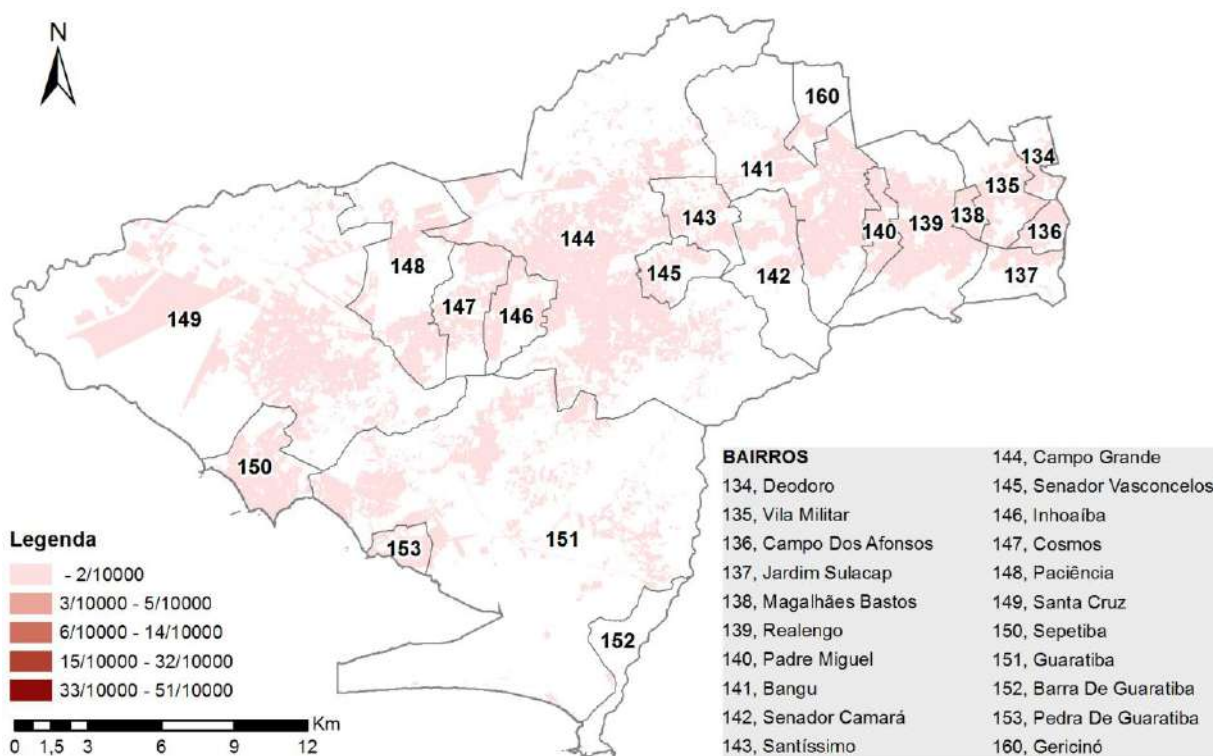 N
160
134
141
135
143
138
139
136
144
140
145
137
148
142
147
146
149
150
153
151
152
Legenda
- 2/10000
3/10000 - 5/10000
6/10000 - 14/10000
15/10000 - 32/10000
33/10000 - 51/10000
Km
0 1,5 3 6 9 12
BAIRROS
134, Deodoro
135, Vila Militar
136, Campo Dos Afonsos
137, Jardim Sulacap
138, Magalhães Bastos
139, Realengo
140, Padre Miguel
141, Bangu
142, Senador Camará
143, Santíssimo
144, Campo Grande
145, Senador Vasconcelos
146, Inhoaíba
147, Cosmos
148, Paciência
149, Santa Cruz
150, Sepetiba
151, Guaratiba
152, Barra De Guaratiba
153, Pedra De Guaratiba
160, Gericinó